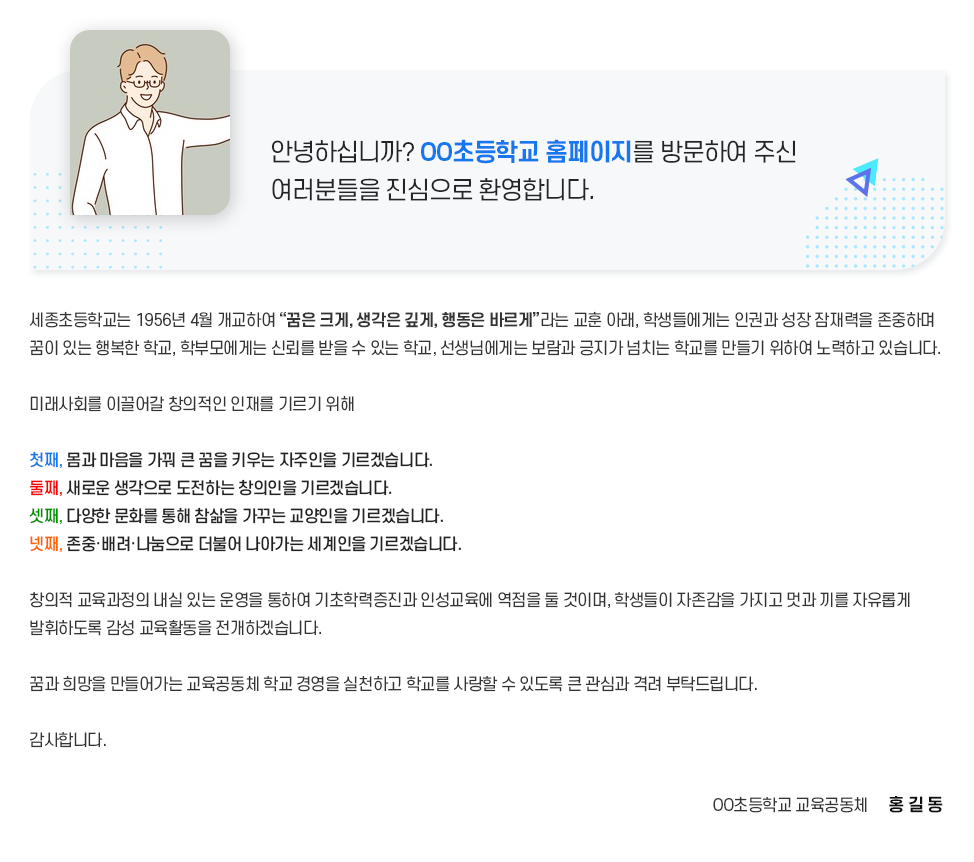 안녕하십니까? OO초등학교 홈페이지를 방문하여 주신
여러분들을 진심으로 환영합니다.
세종초등학교는 1956년 4월 개교하여 “꿈은 크게, 생각은 깊게, 행동은 바르게”라는 교훈 아래, 학생들에게는 인권과 성장 잠재력을 존중하며
꿈이 있는 행복한 학교, 학부모에게는 신뢰를 받을 수 있는 학교, 선생님에게는 보람과 긍지가 넘치는 학교를 만들기 위하여 노력하고 있습니다.
미래사회를 이끌어갈 창의적인 인재를 기르기 위해
첫째, 몸과 마음을 가꿔 큰 꿈을 키우는 자주인을 기르겠습니다.
둘째, 새로운 생각으로 도전하는 창의인을 기르겠습니다.
셋째, 다양한 문화를 통해 참삶을 가꾸는 교양인을 기르겠습니다.
넷째, 존중·배려·나눔으로 더불어 나아가는 세계인을 기르겠습니다.
창의적 교육과정의 내실 있는 운영을 통하여 기초학력증진과 인성교육에 역점을 둘 것이며, 학생들이 자존감을 가지고 멋과 끼를 자유롭게
발휘하도록 감성 교육활동을 전개하겠습니다.
꿈과 희망을 만들어가는 교육공동체 학교 경영을 실천하고 학교를 사랑할 수 있도록 큰 관심과 격려 부탁드립니다.
감사합니다.
OO초등학교 교육공동체 홍 길 동